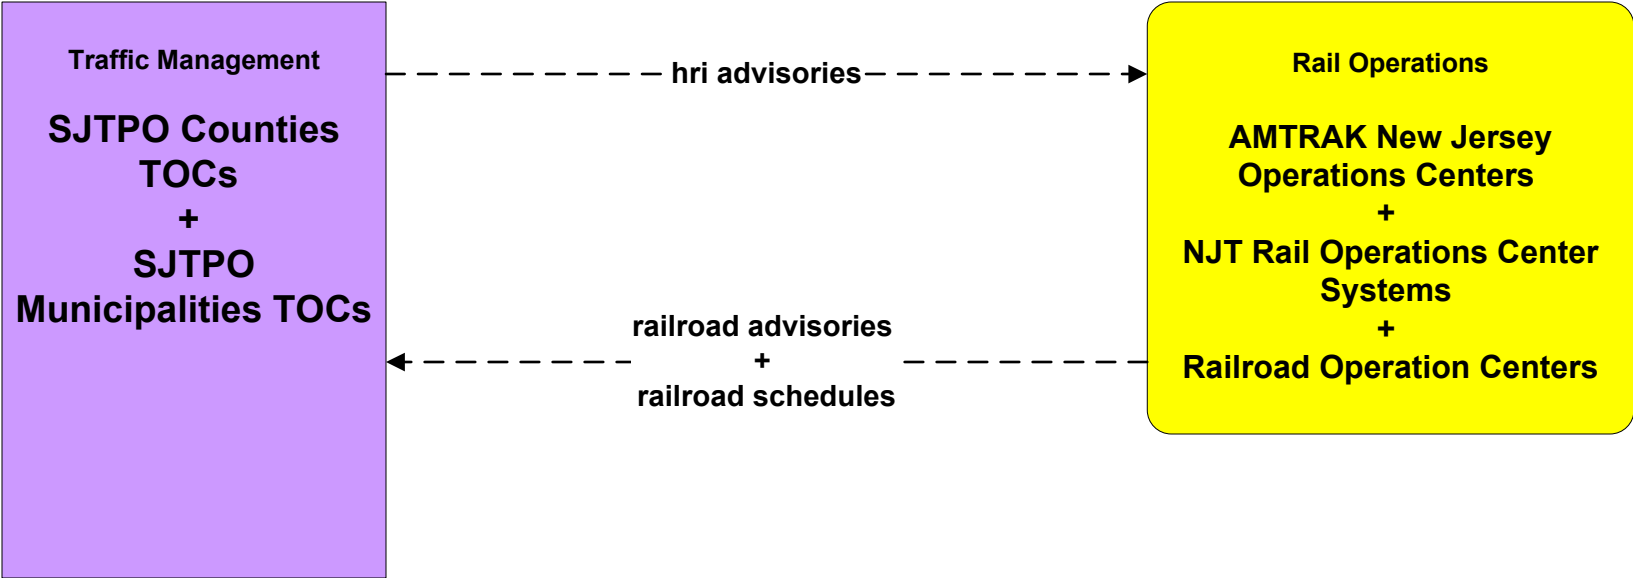 Traffic Management
SJTPO Counties
TOCs
+
SJTPO
Municipalities TOCs
hri advisories
railroad advisories
+
railroad schedules
Rail Operations
AMTRAK New Jersey
Operations Centers
+
NJT Rail Operations Center
Systems
+
Railroad Operation Centers